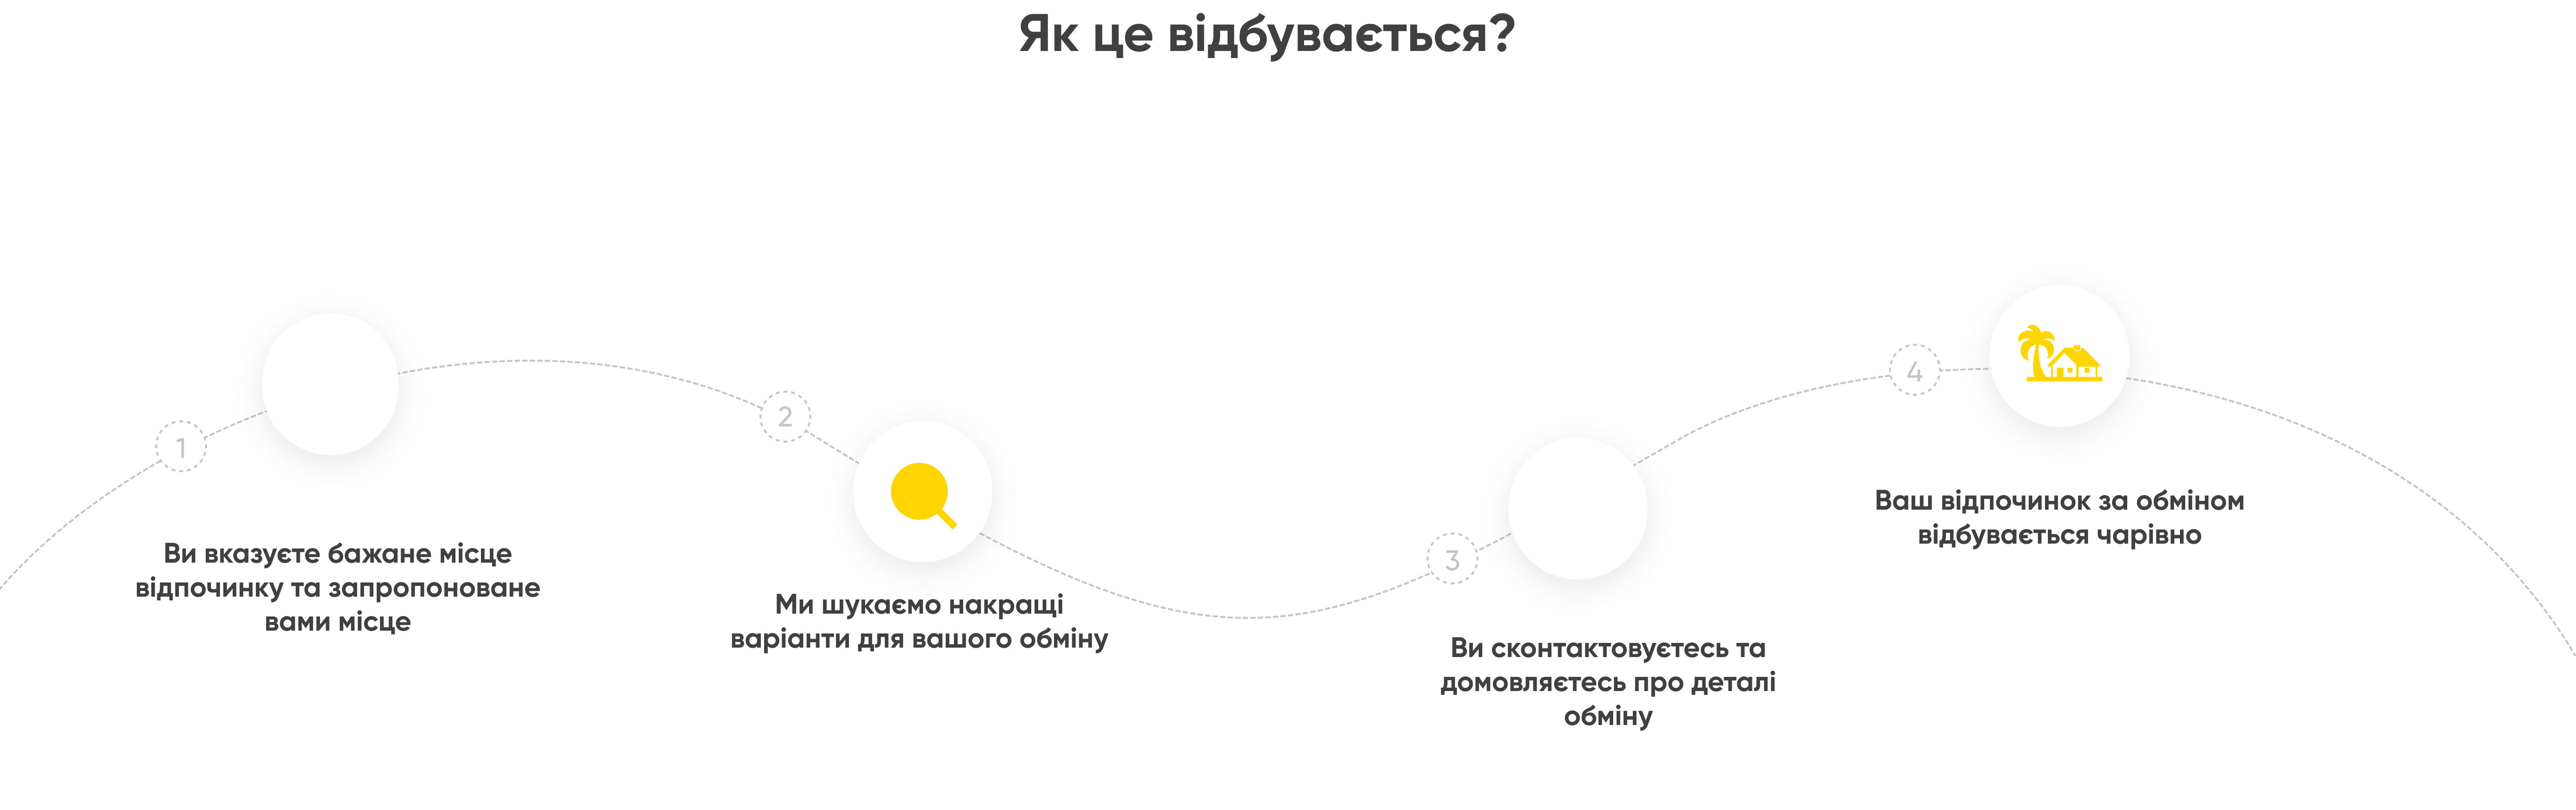 Як це відбувається?
1
Ви вказуєте бажане місце
відпочинку та запропоноване
вами місце
2
Ми шукаємо накращі
варіанти для вашого обміну
3
Ви сконтактовуєтесь та
домовляєтесь про деталі
обміну
4
Ваш відпочинок за обміном
відбувається чарівно